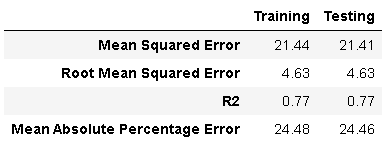 Training Testing
Mean Squared Error 21.44 21.41
Root Mean Squared Error 4.63 4.63
R2 0.77 0.77
Mean Absolute Percentage Error 24.48 24.46